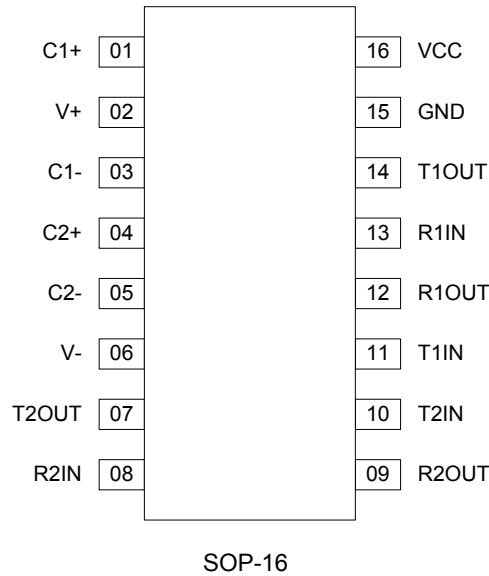 C1+ 01 16 VCC
V+ 02 15 GND
C1- 03 14 T1OUT
C2+ 04 13 R1IN
C2- 05 12 R1OUT
V- 06 11 T1IN
T2OUT 07 10 T2IN
R2IN 08 09 R2OUT
SOP-16